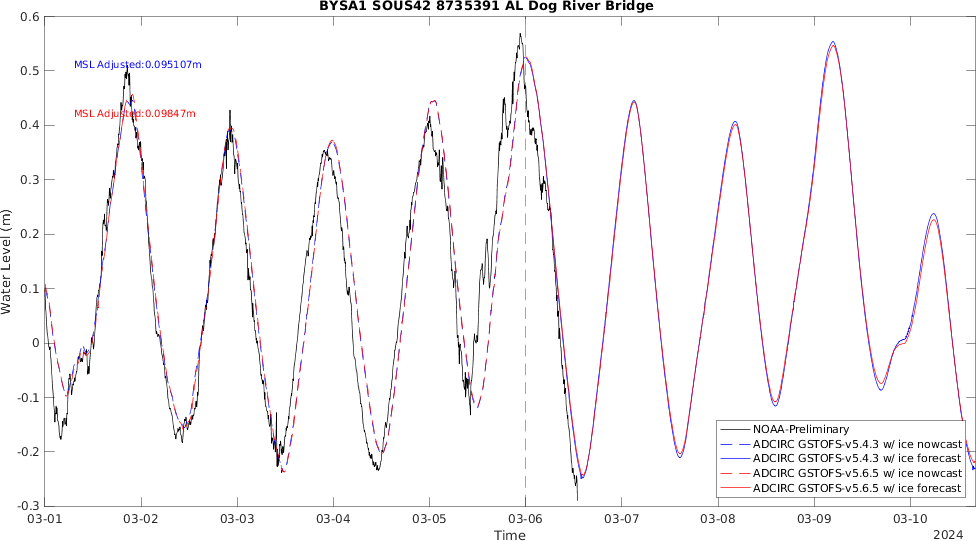 BYSA1 SOUS42 8735391 AL Dog River Bridge
0.6
0.5
0.4
0.3
0.2
0.1
0
-0.1
-0.2
-0.3
Water Level (m)
MSL Adjusted:0.095107m
MSL Adjusted:0.09847m
NOAA-Preliminary
ADCIRC GSTOFS-v5.4.3 w/ ice nowcast
ADCIRC GSTOFS-v5.4.3 w/ ice forecast
ADCIRC GSTOFS-v5.6.5 w/ ice nowcast
ADCIRC GSTOFS-v5.6.5 w/ ice forecast
03-01 03-02 03-03 03-04 03-05 03-06 03-07 03-08 03-09 03-10
Time
2024